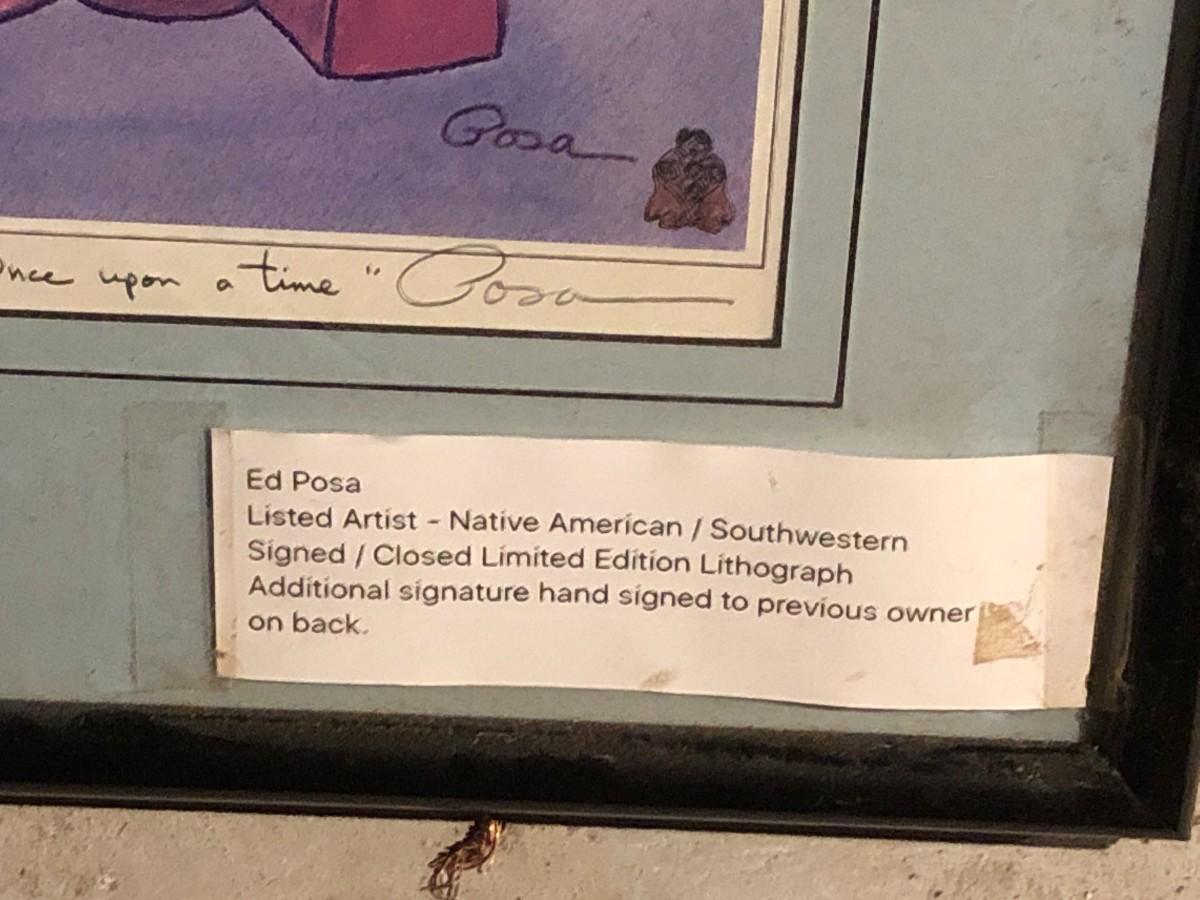 Posa
Once upon a time " Posa
Ed Posa
Listed Artist - Native American / Southwestern
Signed / Closed Limited Edition Lithograph
Additional signature hand signed to previous owner
on back.